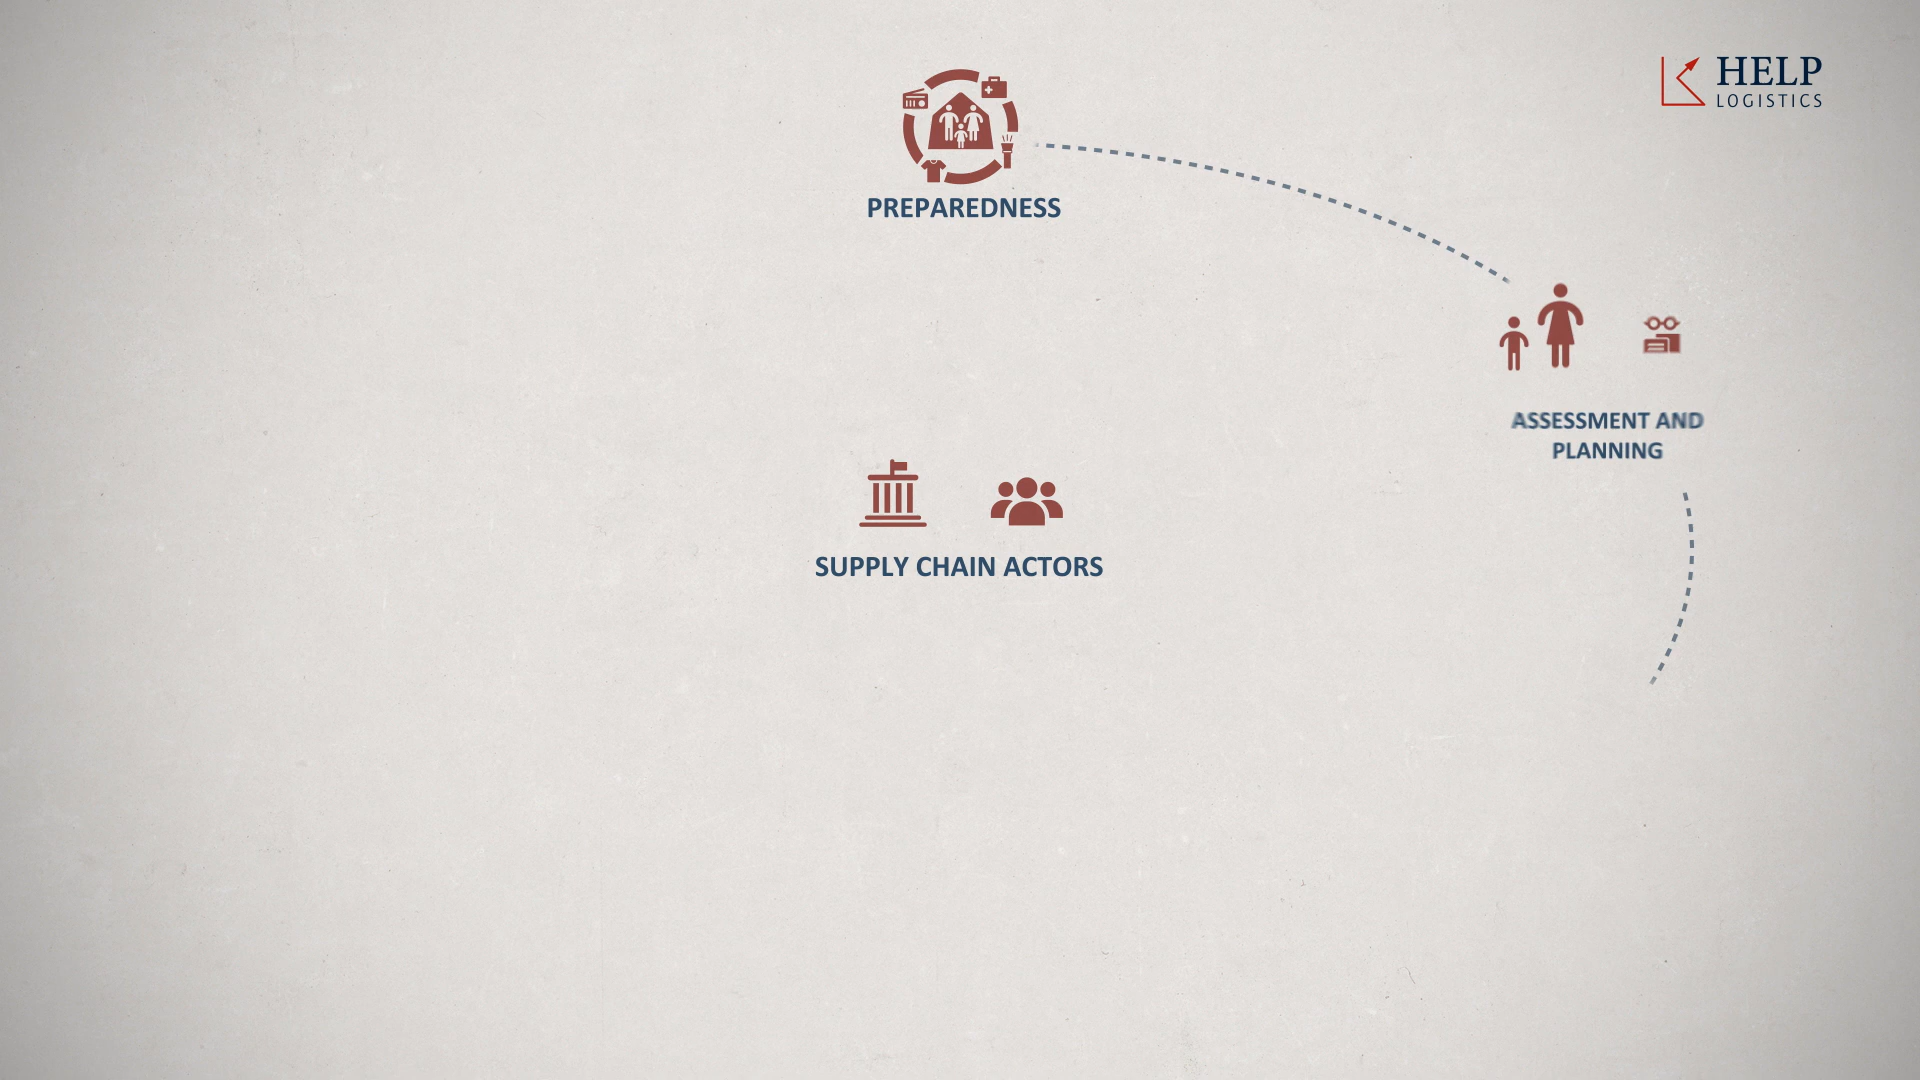 HELP
LOGISTICS
PREPAREDNESS
ASSESSMENT AND
PLANNING
SUPPLY CHAIN ACTORS